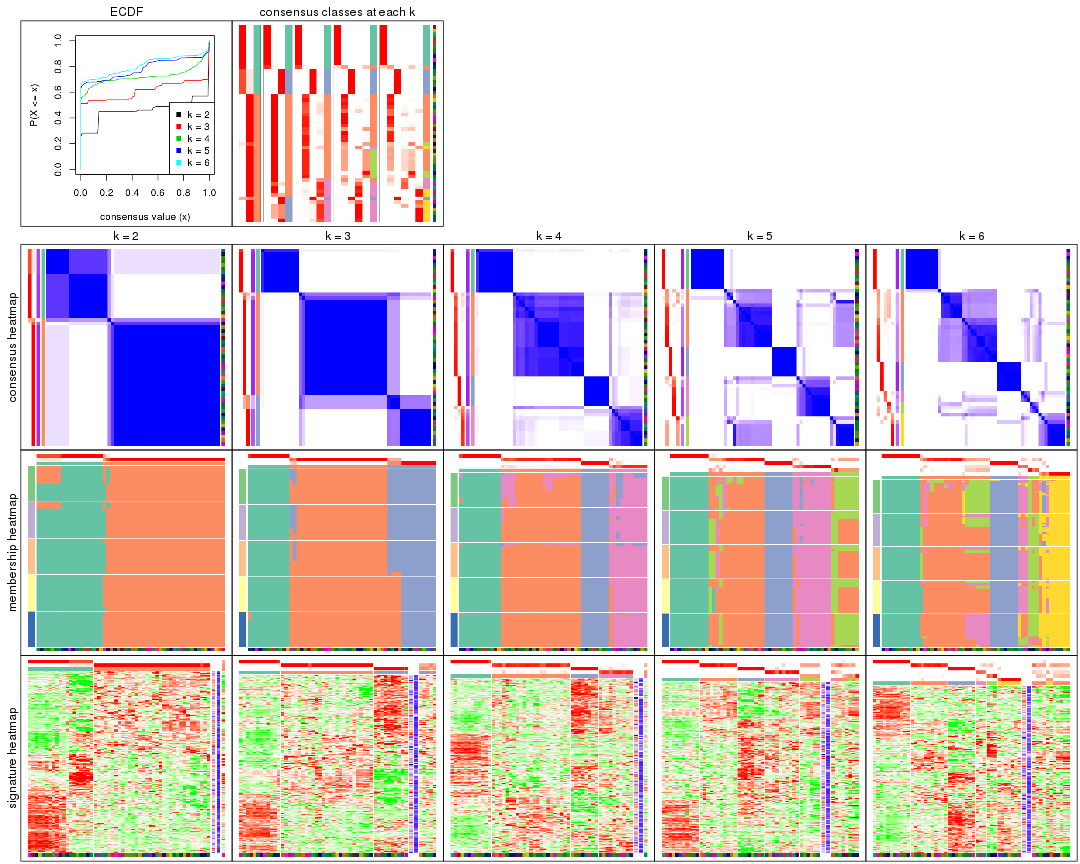 ECDF
consensus classes at each k
P(X <= x)
1.0
0.8
0.6
0.4
0.2
0.0
k = 2
k = 3
k = 4
k = 5
k = 6
0.0 0.2 0.4 0.6 0.8 1.0
consensus value (x)
k = 2
k = 3
k = 4
k = 5
k = 6
consensus heatmap
membership heatmap
signature heatmap